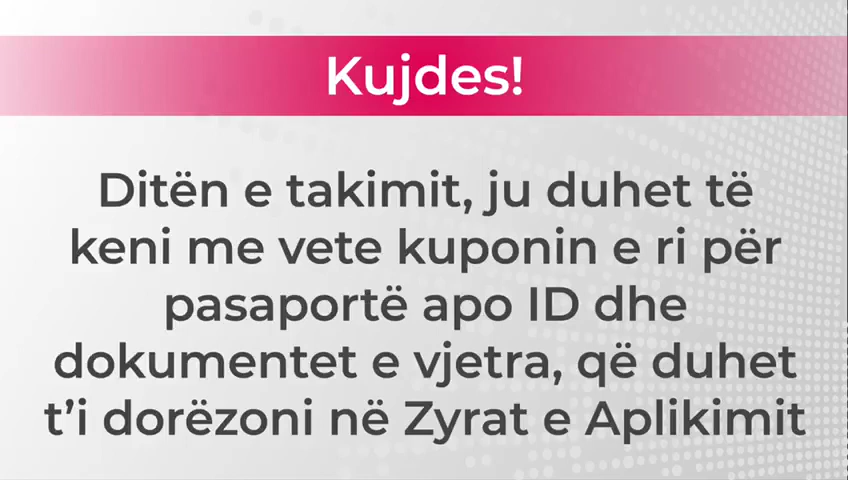 Kujdes!
Ditën e takimit, ju duhet të
keni me vete kuponin e ri për
pasaportë apo ID dhe
dokumentet e vjetra, që duhet
t’i dorëzoni në Zyrat e Aplikimit